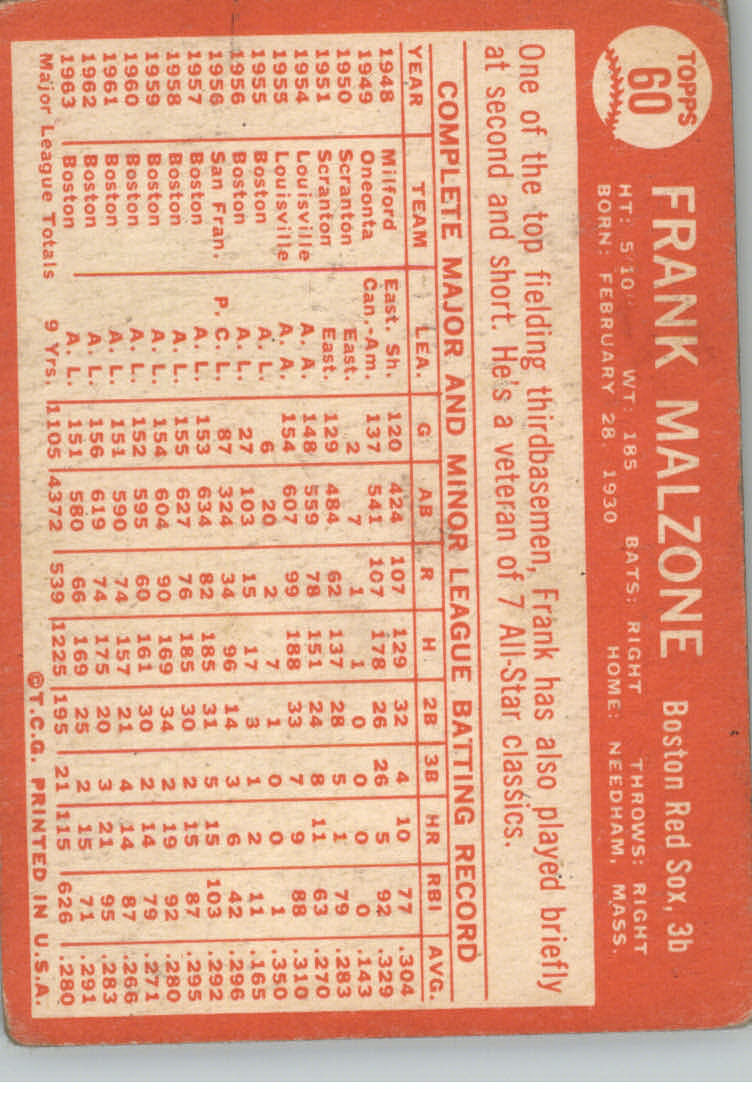 TOPPS
60
FRANK MALZONE Boston Red Sox, 3b
HT: 5'10" WT: 185 BATS: RIGHT THROWS: RIGHT
BORN: FEBRUARY 28 1930 HOME: NEEDHAM, MASS.
One of the top fielding thirdbasemen, Frank has also played briefly
at second and short. He's a veteran of 7 All-Star classics.
COMPLETE MAJOR AND MINOR LEAGUE BATTING RECORD
YEAR TEAM LEA. G AB R H 2B 3B HR RBI AVG.
1948 Milford East. Sh. 120 424 107 129 32 4 10 77 .304
1949 Oneonta Can.-Am. 137 541 107 178 26 26 5 92 .329
1950 Scranton East. 2 7 1 1 0 0 0 0 .143
1951 Scranton East. 129 484 62 137 28 5 1 79 .283
1954 Louisville A. A. 148 559 78 151 24 8 11 63 .270
1955 Louisville A. A. 154 607 99 188 33 7 9 88 .310
1955 Boston A. L. 6 20 2 7 1 0 0 1 .350
1956 Boston A. L. 27 103 15 17 3 1 2 11 .165
1956 San Fran. P. C. L. 87 324 34 96 14 3 6 42 .296
1957 Boston A. L. 153 634 82 185 31 5 15 103 .292
1958 Boston A. L. 155 627 76 185 30 2 15 87 .295
1959 Boston A. L. 154 604 90 169 34 2 19 92 .280
1960 Boston A. L. 152 595 60 161 30 2 14 79 .271
1961 Boston A. L. 151 590 74 157 21 4 14 87 .266
1962 Boston A. L. 156 619 74 175 20 3 21 95 .283
1963 Boston A. L. 151 580 66 169 25 2 15 71 .291
Major League Totals 9 Yrs. 1105 4372 539 1225 195 21 115 626 .280
©T.C.G. PRINTED IN U.S.A.